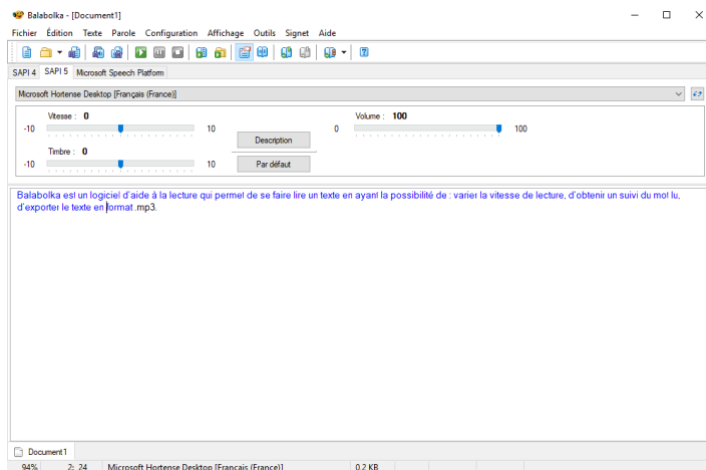 Balabolka - [Document1]
Fichier Édition Texte Parole Configuration Affichage Outils Signet Aide
SAPI 4 SAPI 5 Microsoft Speech Platform
Microsoft Hortense Desktop [Français (France)]
Vitesse : 0 Volume : 100
-10 10 0 100
Description
Timbre : 0
-10 10 Par défaut
Balabolka est un logiciel d'aide à la lecture qui permet de se faire lire un texte en ayant la possibilité de : varier la vitesse de lecture, d'obtenir un suivi du mot lu,
d'exporter le texte en format .mp3.
Document1
94% 2: 24 Microsoft Hortense Desktop [Français (France)] 0.2 KB